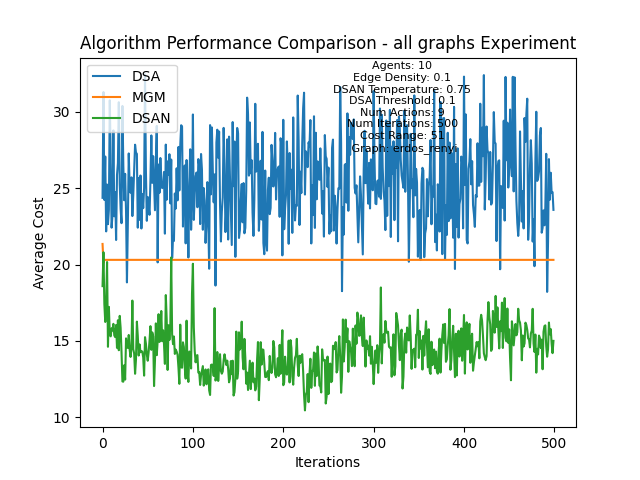 Algorithm Performance Comparison - all graphs Experiment
DSA
MGM
DSAN
Agents: 10
Edge Density: 0.1
DSAN Temperature: 0.75
DSA Threshold: 0.1
Num Actions: 9
Num Iterations: 500
Cost Range: 51
Graph: erdos_renyi
Average Cost
30
25
20
15
10
0
100
200
300
400
500
Iterations